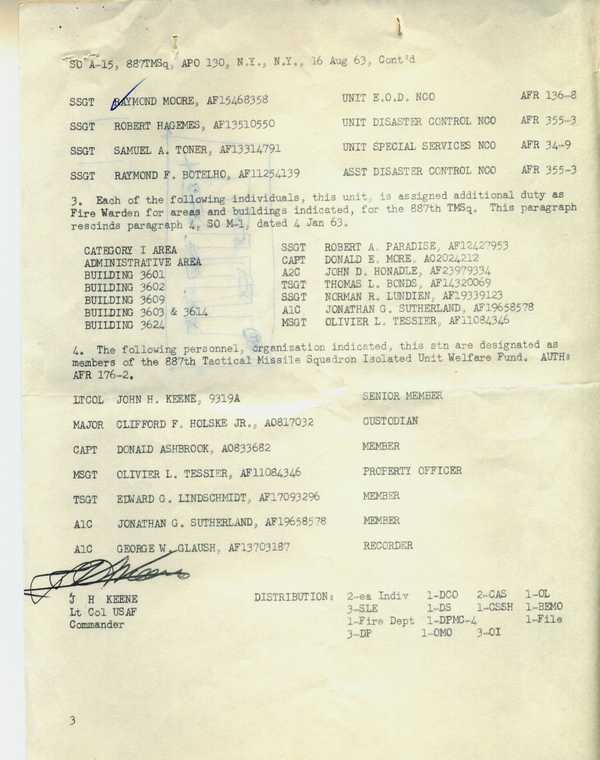 SO A-15, 887TMSq, APO 130, N.Y., N.Y., 16 Aug 63, Cont'd
SSGT RAYMOND MOORE, AF15468358 UNIT E.O.D. NCO AFR 136-8
SSGT ROBERT HAGEMES, AF13510550 UNIT DISASTER CONTROL NCO AFR 355-3
SSGT SAMUEL A. TONER, AF13314791 UNIT SPECIAL SERVICES NCO AFR 34-9
SSGT RAYMOND F. BOTELHO, AF11254139 ASST DISASTER CONTROL NCO AFR 355-3
3. Each of the following individuals, this unit, is assigned additional duty as
Fire Warden for areas and buildings indicated, for the 887th TMSq. This paragraph
rescinds paragraph 4, SO M-1, dated 4 Jan 63.
CATEGORY I AREA SSGT ROBERT A. PARADISE, AF12427953
ADMINISTRATIVE AREA CAPT DONALD E. MORE, AO2024212
BUILDING 3601 A2C JOHN D. HONADLE, AF23979334
BUILDING 3602 TSGT THOMAS L. BONDS, AF14320069
BUILDING 3609 SSGT NORMAN R. LUNDIEN, AF19339123
BUILDING 3603 & 3614 A1C JONATHAN G. SUTHERLAND, AF19658578
BUILDING 3624 MSGT OLIVIER L. TESSIER, AF11084346
4. The following personnel, organization indicated, this stn are designated as
members of the 887th Tactical Missile Squadron Isolated Unit Welfare Fund. AUTH:
AFR 176-2.
LTCOL JOHN H. KEENE, 9319A SENIOR MEMBER
MAJOR CLIFFORD F. HOLSKE JR., AO817032 CUSTODIAN
CAPT DONALD ASHBROOK, AO833682 MEMBER
MSGT OLIVIER L. TESSIER, AF11084346 PROPERTY OFFICER
TSGT EDWARD G. LINDSCHMIDT, AF17093296 MEMBER
A1C JONATHAN G. SUTHERLAND, AF19658578 MEMBER
A1C GEORGE W. GLAUSH, AF13703187 RECORDER
J H KEENE DISTRIBUTION: 2-ea Indiv 1-DCO 2-CAS 1-OL
Lt Col USAF 3-SLE 1-DS 1-CSSH 1-BEMO
Commander 1-Fire Dept 1-DPMC-4 1-File
3-DP 1-OMO 3-OI
3